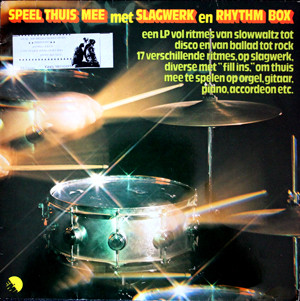 SPEEL THUIS MEE met SLAGWERK en RHYTHM BOX
een LP vol ritmes van slowwaltz tot
disco en van ballad tot rock
17 verschillende ritmes, op slagwerk,
diverse met "fill ins," om thuis
mee te spelen op orgel, gitaar,
piano, accordeon etc.